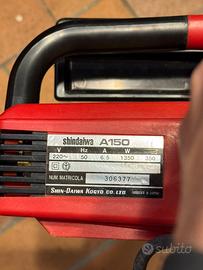 shindaiwa A150
V Hz A W
220~ 50 6.5 1350 350
NUM. MATRICOLA 306377
SHIN-DAIWA KOGYO CO. LTD.
subito